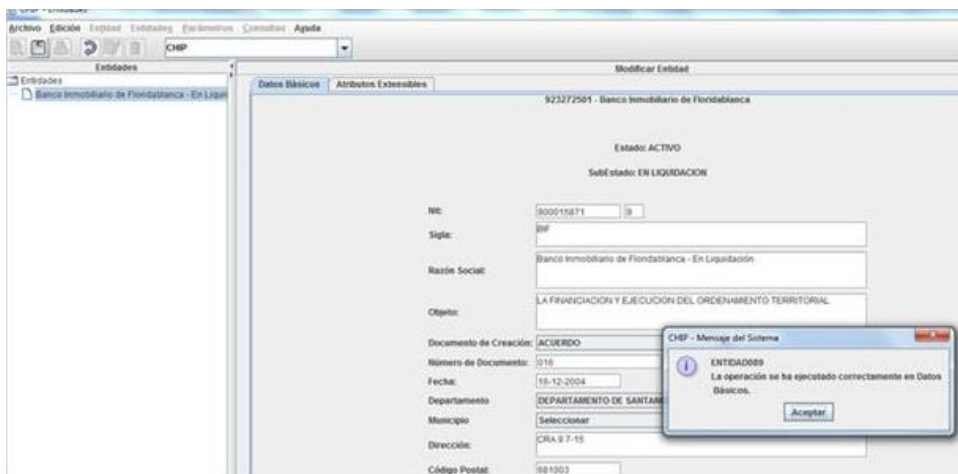 CHIP - Entidades
Archivo Edición Entidad Entidades Parámetros Consultas Ayuda
CHIP
Entidades
Entidades
Banco Inmobiliario de Floridablanca - En Liquid
Modificar Entidad
Datos Básicos Atributos Extensibles
923272501 - Banco Inmobiliario de Floridablanca
Estado: ACTIVO
SubEstado: EN LIQUIDACION
Nit: 900015871 9
Sigla: BIF
Razón Social: Banco Inmobiliario de Floridablanca - En Liquidación
Objeto: LA FINANCIACION Y EJECUCION DEL ORDENAMIENTO TERRITORIAL
Documento de Creación: ACUERDO
Número de Documento: 016
Fecha: 16-12-2004
Departamento DEPARTAMENTO DE SANTAN
Municipio Seleccionar
Dirección: CRA 9 7-15
Código Postal: 681003
CHIP - Mensaje del Sistema
ENTIDAD089
La operación se ha ejecutado correctamente en Datos
Básicos.
Aceptar